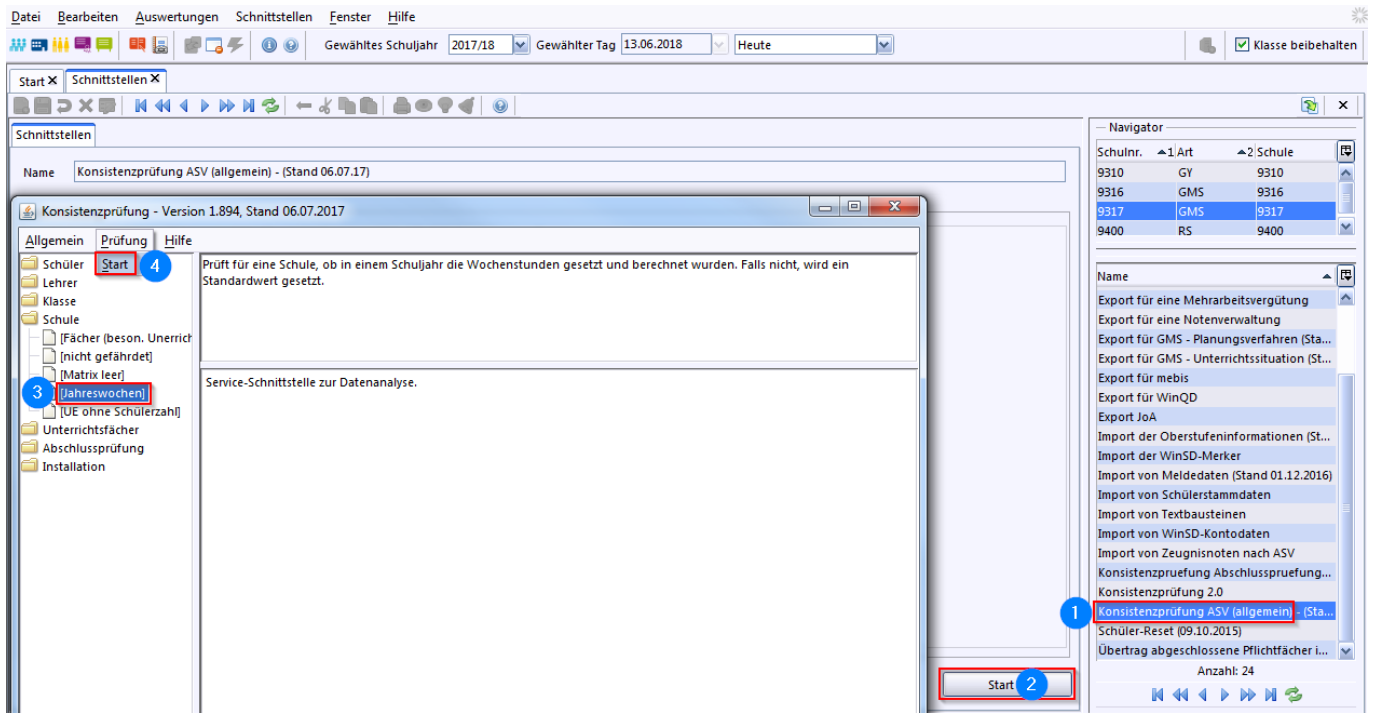 Datei Bearbeiten Auswertungen Schnittstellen Fenster Hilfe
Gewähltes Schuljahr 2017/18 Gewählter Tag 13.06.2018 Heute Klasse beibehalten
Start Schnittstellen
Schnittstellen
Name Konsistenzprüfung ASV (allgemein) - (Stand 06.07.17)
Konsistenzprüfung - Version 1.894, Stand 06.07.2017
Allgemein Prüfung Hilfe
Start 4
Schüler
Lehrer
Klasse
Schule
[Fächer (beson. Unerrich
[nicht gefährdet]
[Matrix leer]
3 [Jahreswochen]
[UE ohne Schülerzahl]
Unterrichtsfächer
Abschlussprüfung
Installation
Prüft für eine Schule, ob in einem Schuljahr die Wochenstunden gesetzt und berechnet wurden. Falls nicht, wird ein
Standardwert gesetzt.
Service-Schnittstelle zur Datenanalyse.
Start 2
Navigator
Schulnr. 1 Art 2 Schule
9310 GY 9310
9316 GMS 9316
9317 GMS 9317
9400 RS 9400
Name
Export für eine Mehrarbeitsvergütung
Export für eine Notenverwaltung
Export für GMS - Planungsverfahren (Sta...
Export für GMS - Unterrichtssituation (St...
Export für mebis
Export für WinQD
Export JoA
Import der Oberstufeninformationen (St...
Import der WinSD-Merker
Import von Meldedaten (Stand 01.12.2016)
Import von Schülerstammdaten
Import von Textbausteinen
Import von WinSD-Kontodaten
Import von Zeugnisnoten nach ASV
Konsistenzpruefung Abschlusspruefung...
Konsistenzprüfung 2.0
1 Konsistenzprüfung ASV (allgemein) - (Sta...
Schüler-Reset (09.10.2015)
Übertrag abgeschlossene Pflichtfächer i...
Anzahl: 24